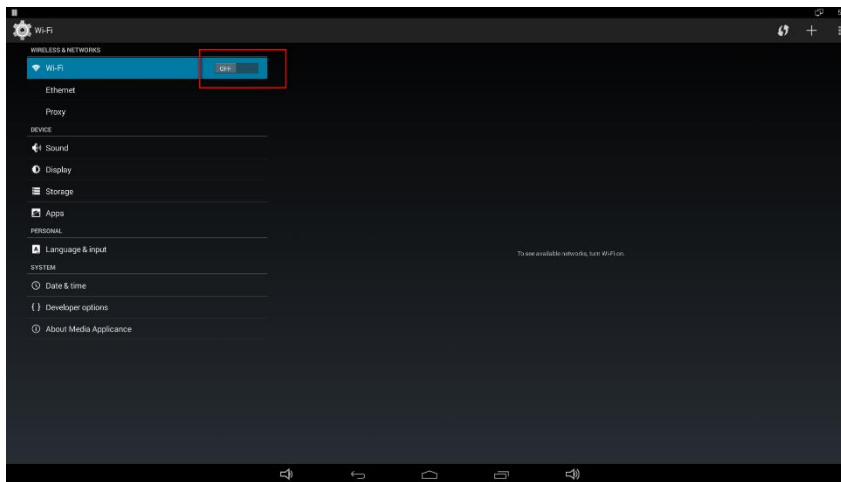 Wi-Fi
WIRELESS & NETWORKS
Wi-Fi
OFF
Ethernet
Proxy
DEVICE
Sound
Display
Storage
Apps
To see available networks, turn Wi-Fi on.
PERSONAL
A Language & input
SYSTEM
Date & time
{ } Developer options
About Media Applicance